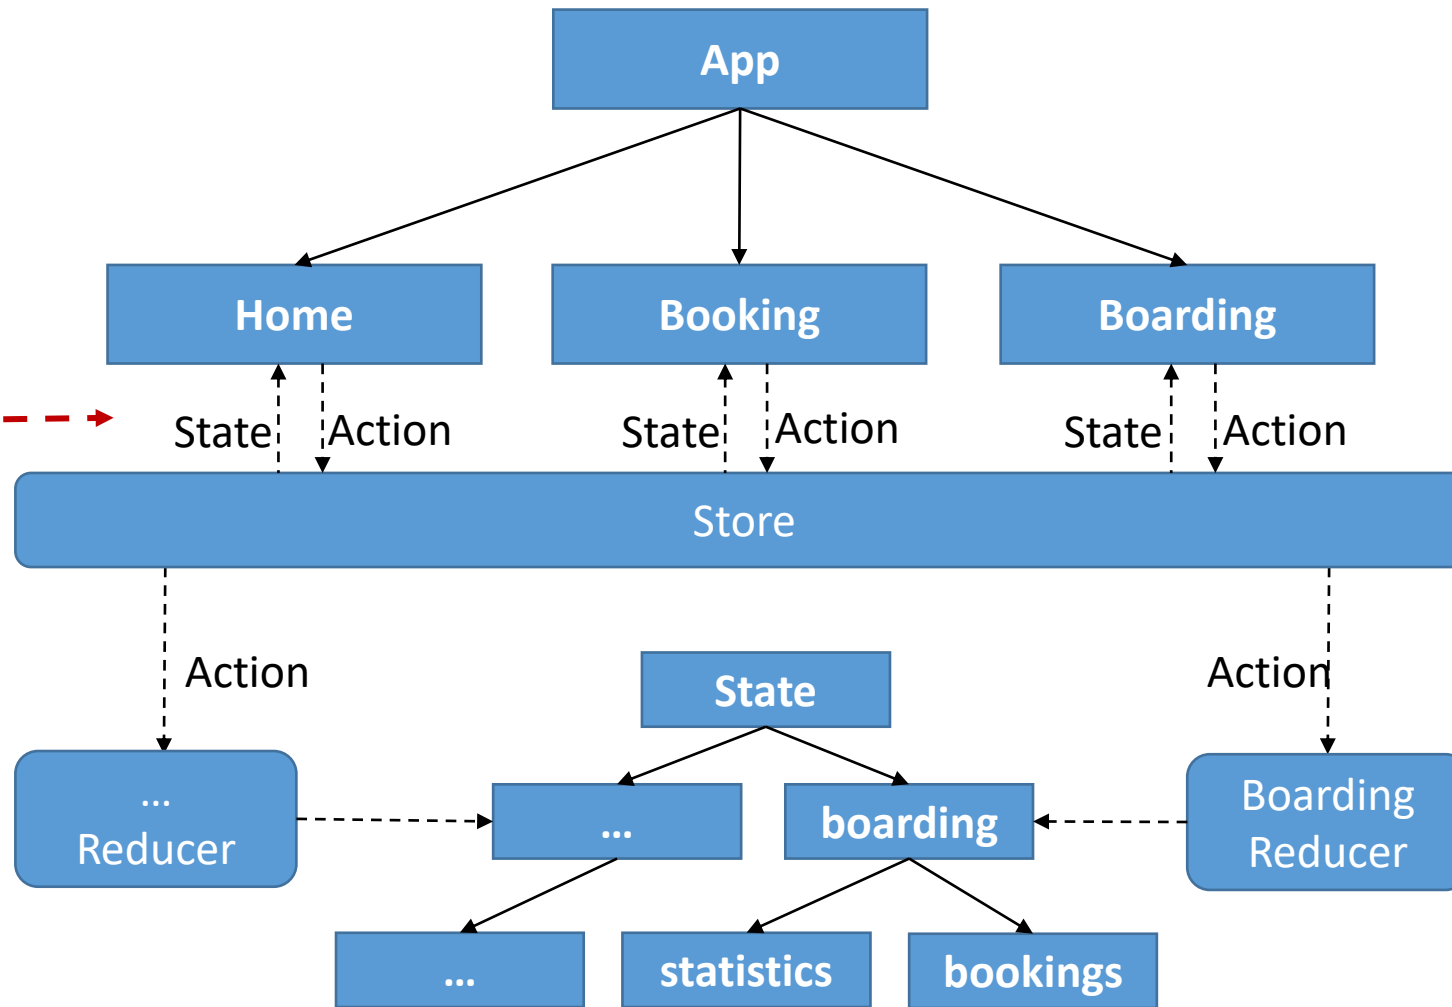 App
Home
Booking
Boarding
State
Action
State
Action
State
Action
Store
Action
State
Action
...
Reducer
...
boarding
Boarding
Reducer
...
statistics
bookings